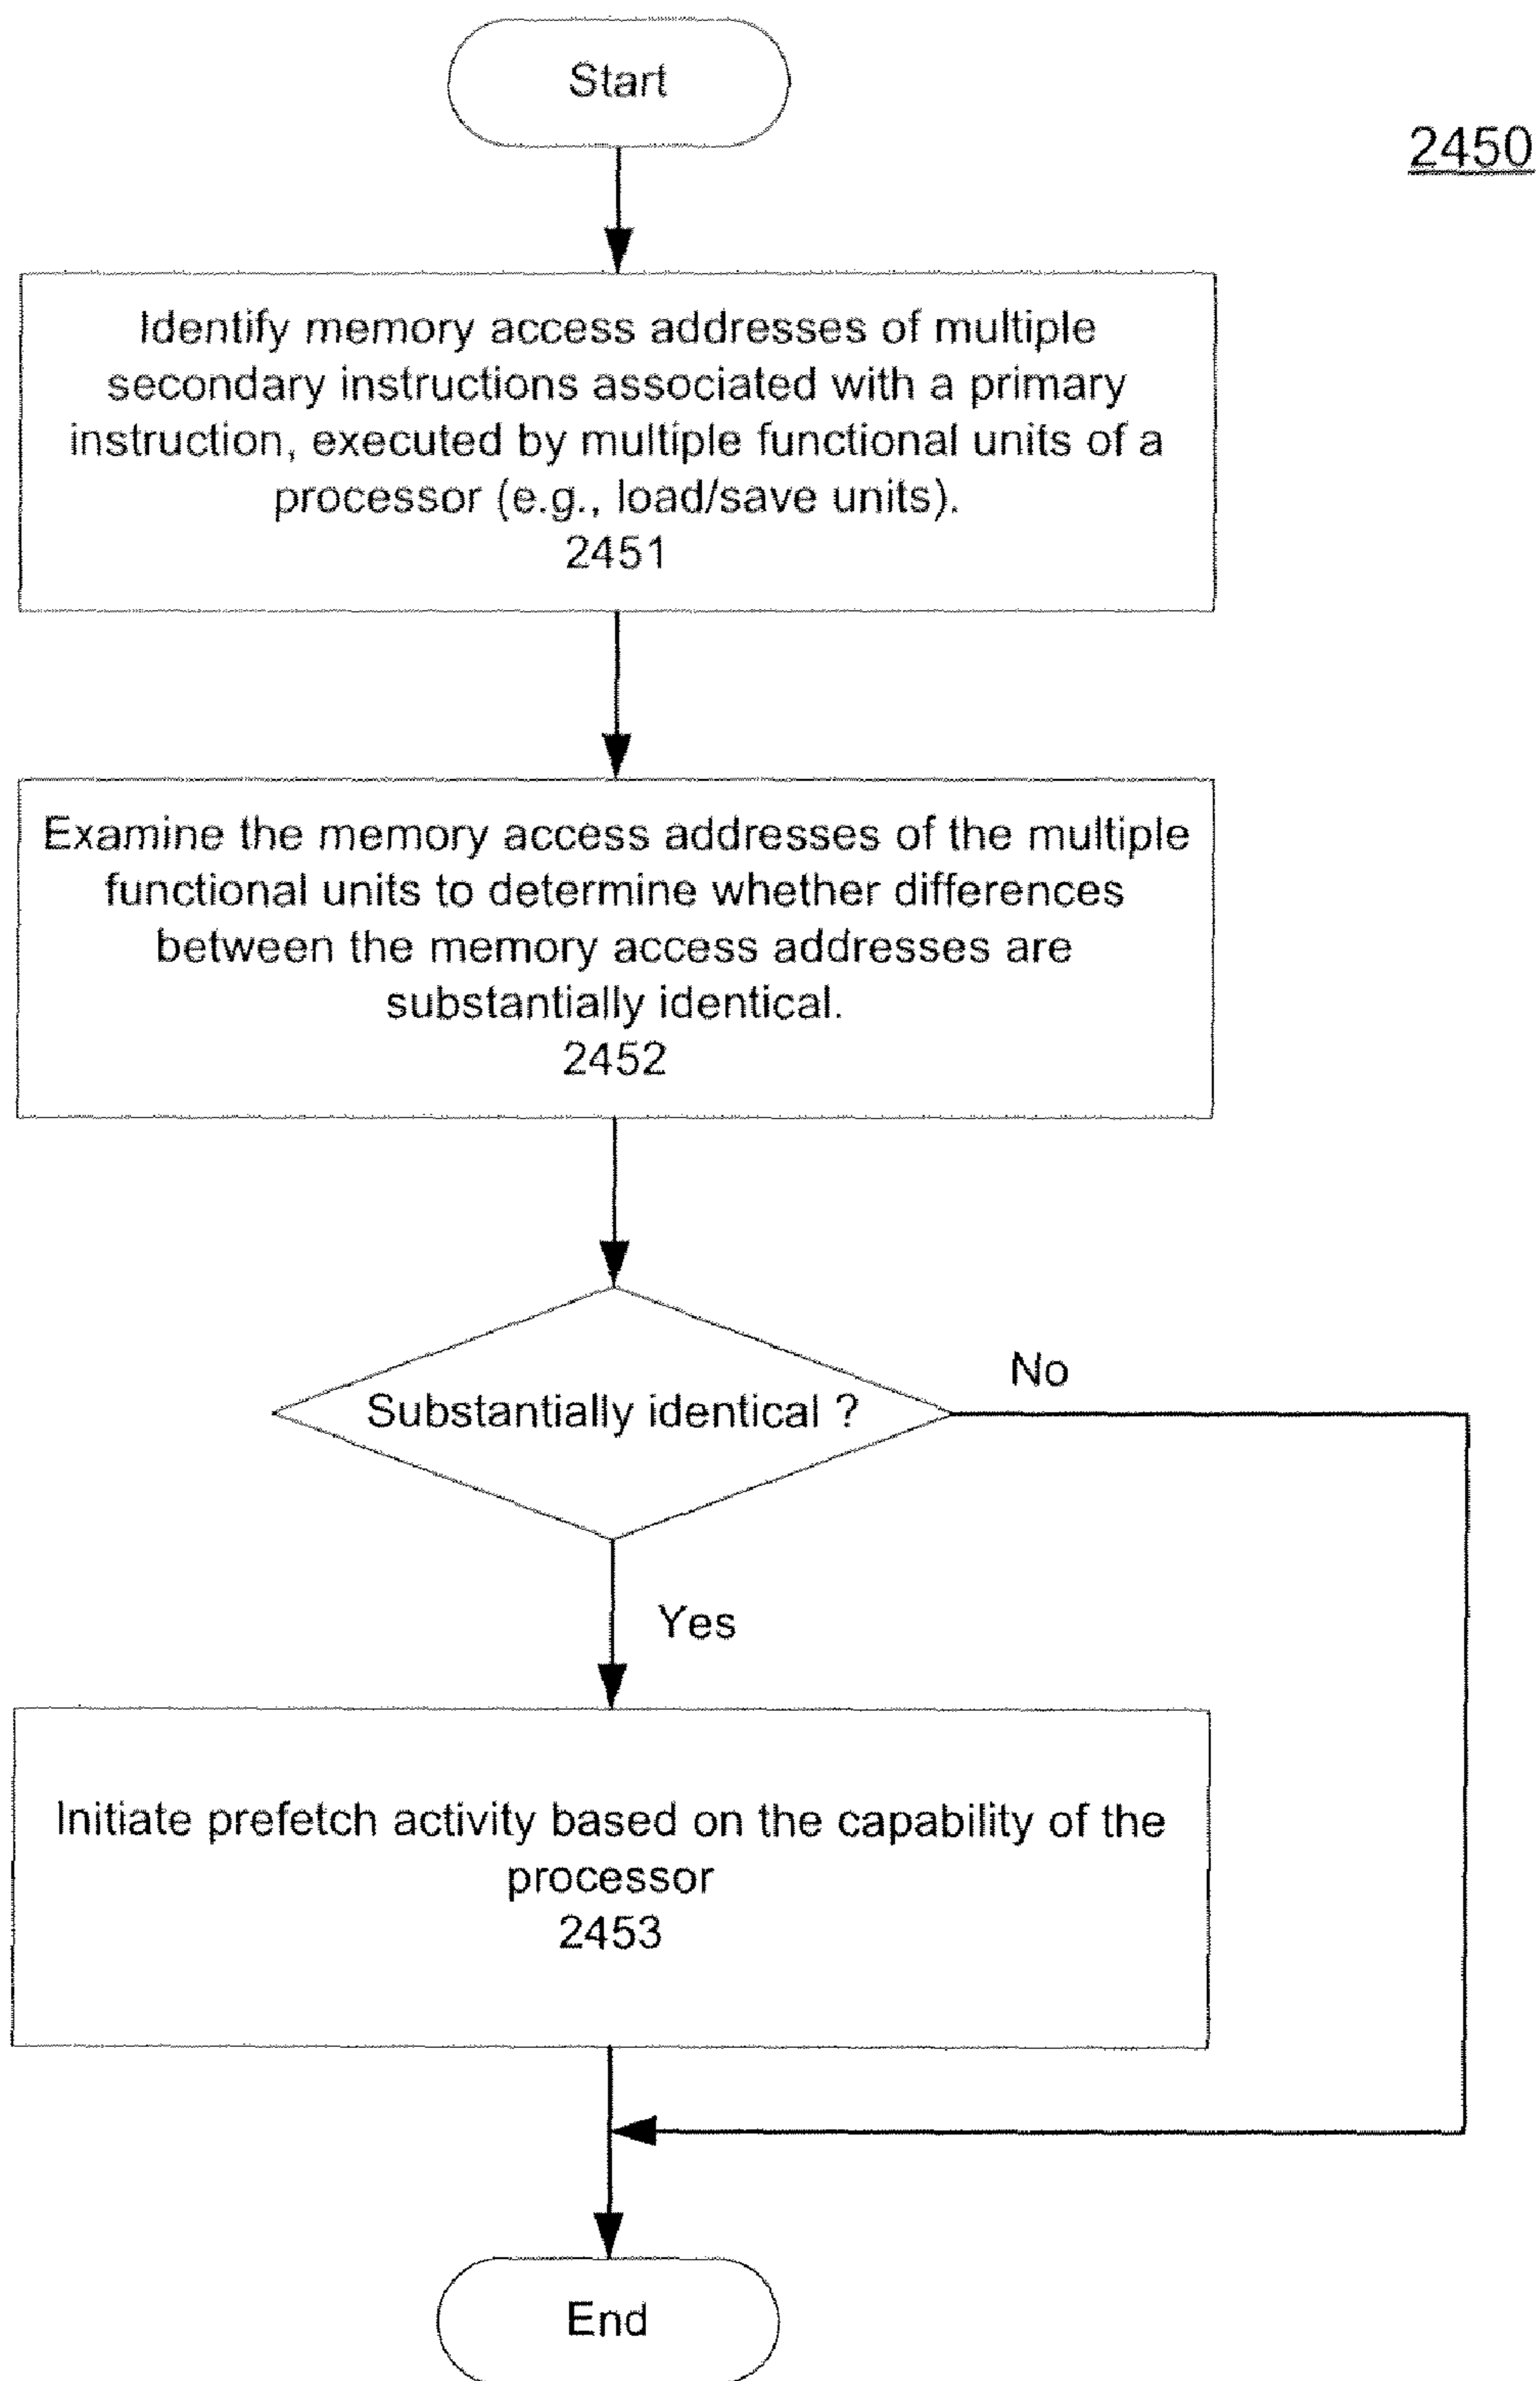 Start
2450
Identify memory access addresses of multiple
secondary instructions associated with a primary
instruction, executed by multiple functional units of a
processor (e.g., load/save units).
2451
Examine the memory access addresses of the multiple
functional units to determine whether differences
between the memory access addresses are
substantially identical.
2452
Substantially identical ?
No
Yes
Initiate prefetch activity based on the capability of the
processor
2453
End